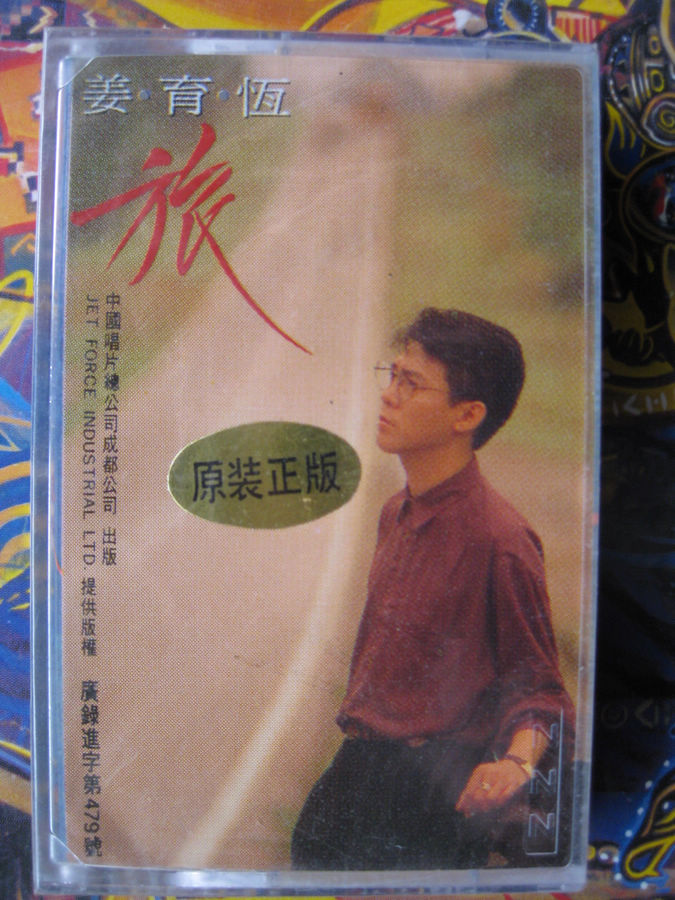 姜·育·恆
旅
中國唱片總公司成都公司 出版
JET FORCE INDUSTRIAL LTD 提供版權
廣錄進字第479號
原装正版